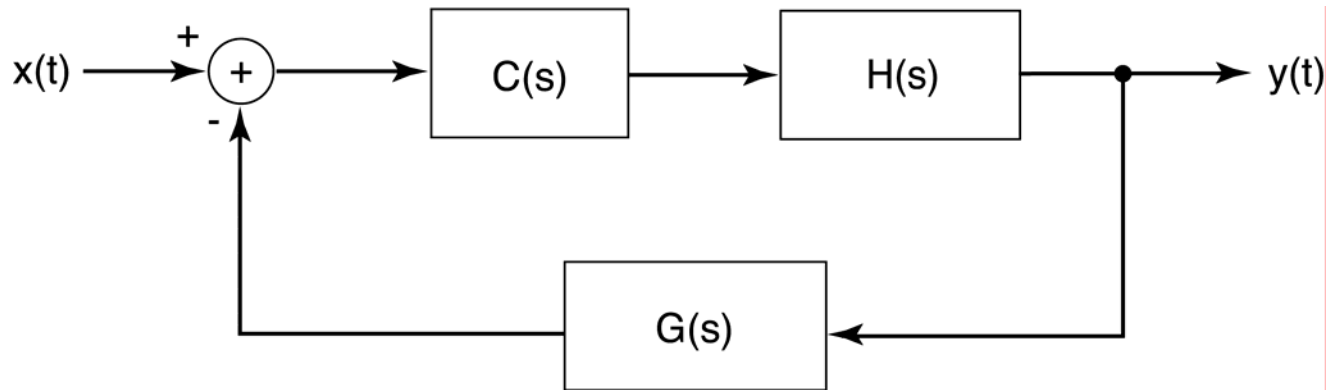 +
x(t)
+
C(s)
H(s)
y(t)
-
G(s)